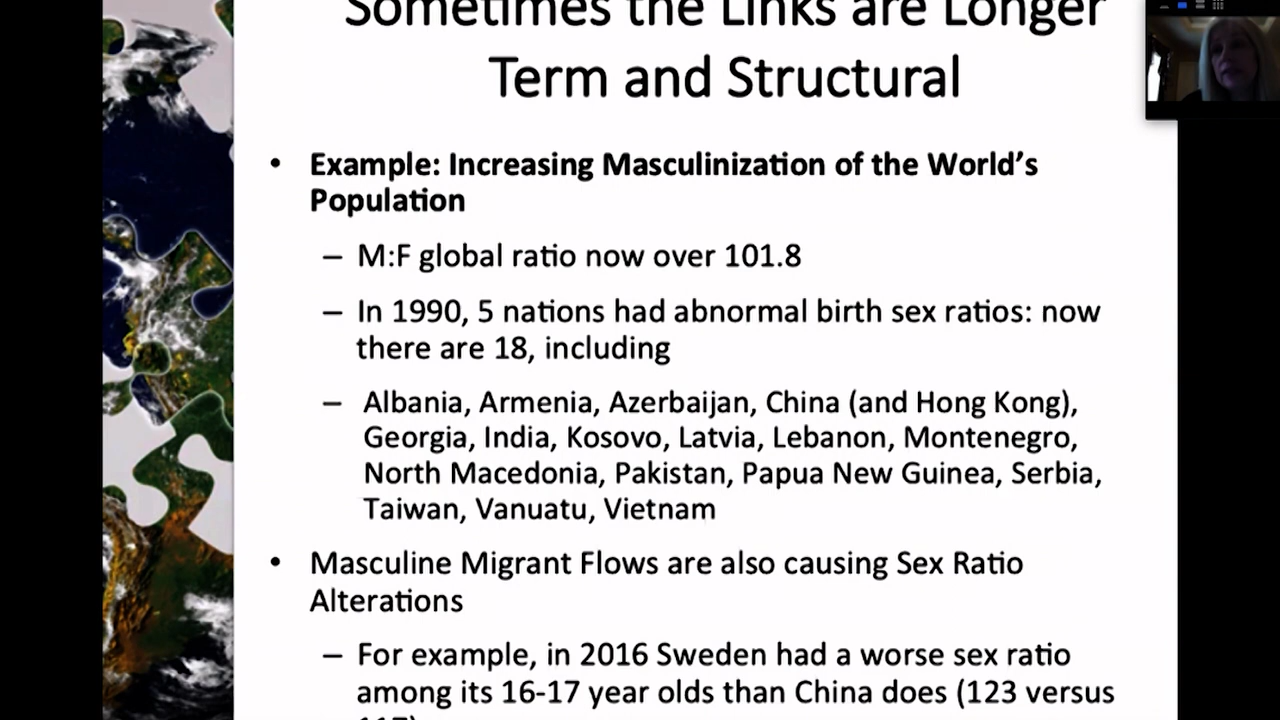 Sometimes the Links are Longer
Term and Structural
• Example: Increasing Masculinization of the World's
Population
– M:F global ratio now over 101.8
– In 1990, 5 nations had abnormal birth sex ratios: now
there are 18, including
– Albania, Armenia, Azerbaijan, China (and Hong Kong),
Georgia, India, Kosovo, Latvia, Lebanon, Montenegro,
North Macedonia, Pakistan, Papua New Guinea, Serbia,
Taiwan, Vanuatu, Vietnam
• Masculine Migrant Flows are also causing Sex Ratio
Alterations
– For example, in 2016 Sweden had a worse sex ratio
among its 16-17 year olds than China does (123 versus